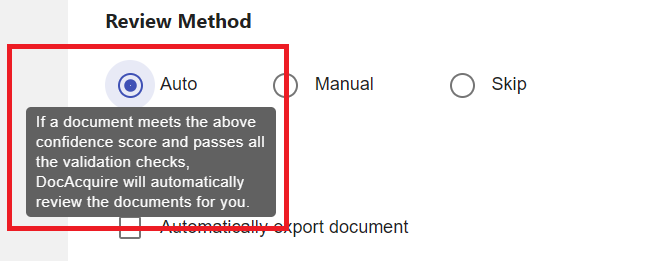 Review Method
Auto Manual Skip
If a document meets the above
confidence score and passes all
the validation checks,
DocAcquire will automatically
review the documents for you.
Automatically export document